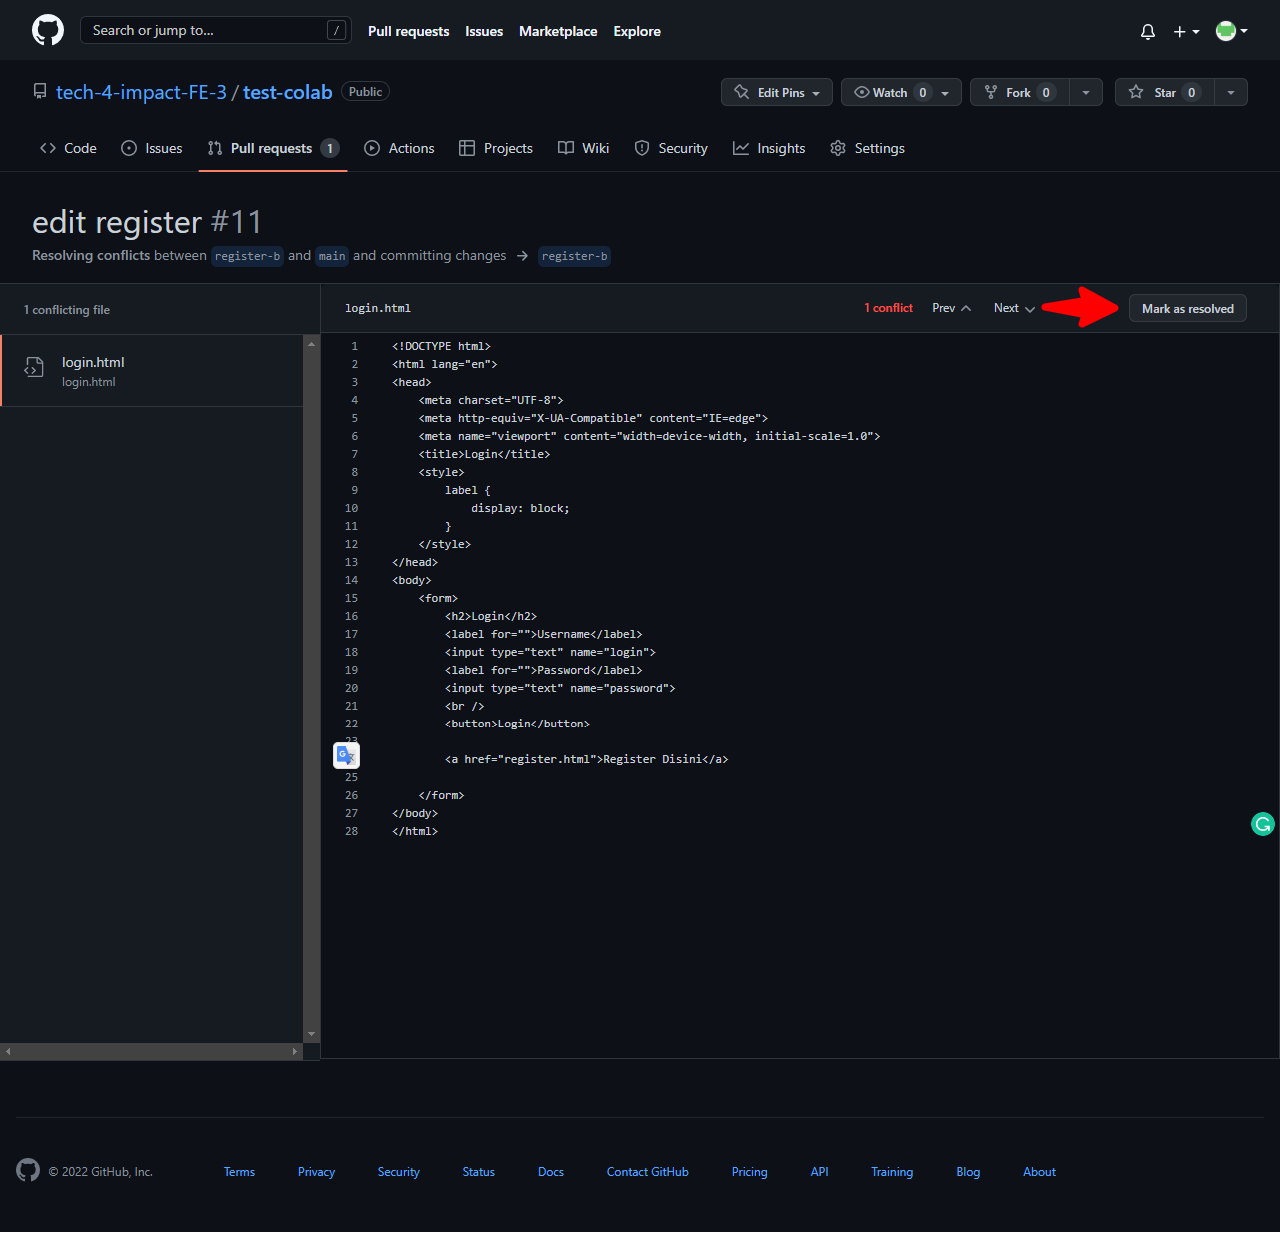 Search or jump to... /
Pull requests Issues Marketplace Explore
tech-4-impact-FE-3 / test-colab Public
Edit Pins Watch 0 Fork 0 Star 0
Code Issues Pull requests 1 Actions Projects Wiki Security Insights Settings
edit register #11
Resolving conflicts between register-b and main and committing changes → register-b
1 conflicting file
login.html
login.html
login.html 1 conflict Prev Next Mark as resolved
1 <!DOCTYPE html>
2 <html lang="en">
3 <head>
4 <meta charset="UTF-8">
5 <meta http-equiv="X-UA-Compatible" content="IE=edge">
6 <meta name="viewport" content="width=device-width, initial-scale=1.0">
7 <title>Login</title>
8 <style>
9 label {
10 display: block;
11 }
12 </style>
13 </head>
14 <body>
15 <form>
16 <h2>Login</h2>
17 <label for="">Username</label>
18 <input type="text" name="login">
19 <label for="">Password</label>
20 <input type="text" name="password">
21 <br />
22 <button>Login</button>
23
<a href="register.html">Register Disini</a>
25
26 </form>
27 </body>
28 </html>
© 2022 GitHub, Inc. Terms Privacy Security Status Docs Contact GitHub Pricing API Training Blog About